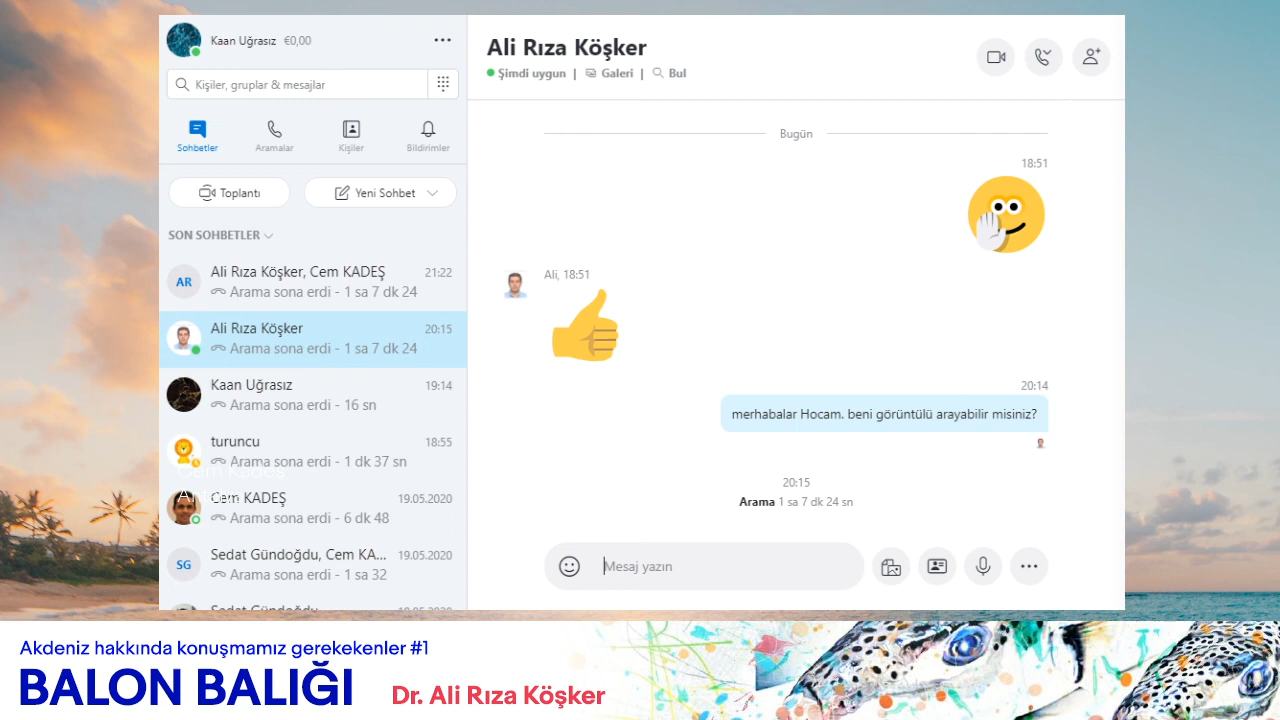 Kaan Uğrasız €0,00
Kişiler, gruplar & mesajlar
Sohbetler
Aramalar
Kişiler
Bildirimler
Toplantı
Yeni Sohbet
SON SOHBETLER
AR
Ali Rıza Köşker, Cem KADEŞ 21:22
Arama sona erdi - 1 sa 7 dk 24
Ali Rıza Köşker 20:15
Arama sona erdi - 1 sa 7 dk 24
Kaan Uğrasız 19:14
Arama sona erdi - 16 sn
turuncu 18:55
Arama sona erdi - 1 dk 37 sn
Cem KADEŞ 19.05.2020
Arama sona erdi - 6 dk 48
SG
Sedat Gündoğdu, Cem KA... 19.05.2020
Arama sona erdi - 1 sa 32
Sedat Gündoğdu 19.05.2020
Ali Rıza Köşker
Şimdi uygun | Galeri | Bul
Bugün
18:51
Ali, 18:51
20:14
merhabalar Hocam. beni görüntülü arayabilir misiniz?
20:15
Arama 1 sa 7 dk 24 sn
Mesaj yazın
Akdeniz hakkında konuşmamız gerekekenler #1
BALON BALIĞI
Dr. Ali Rıza Köşker